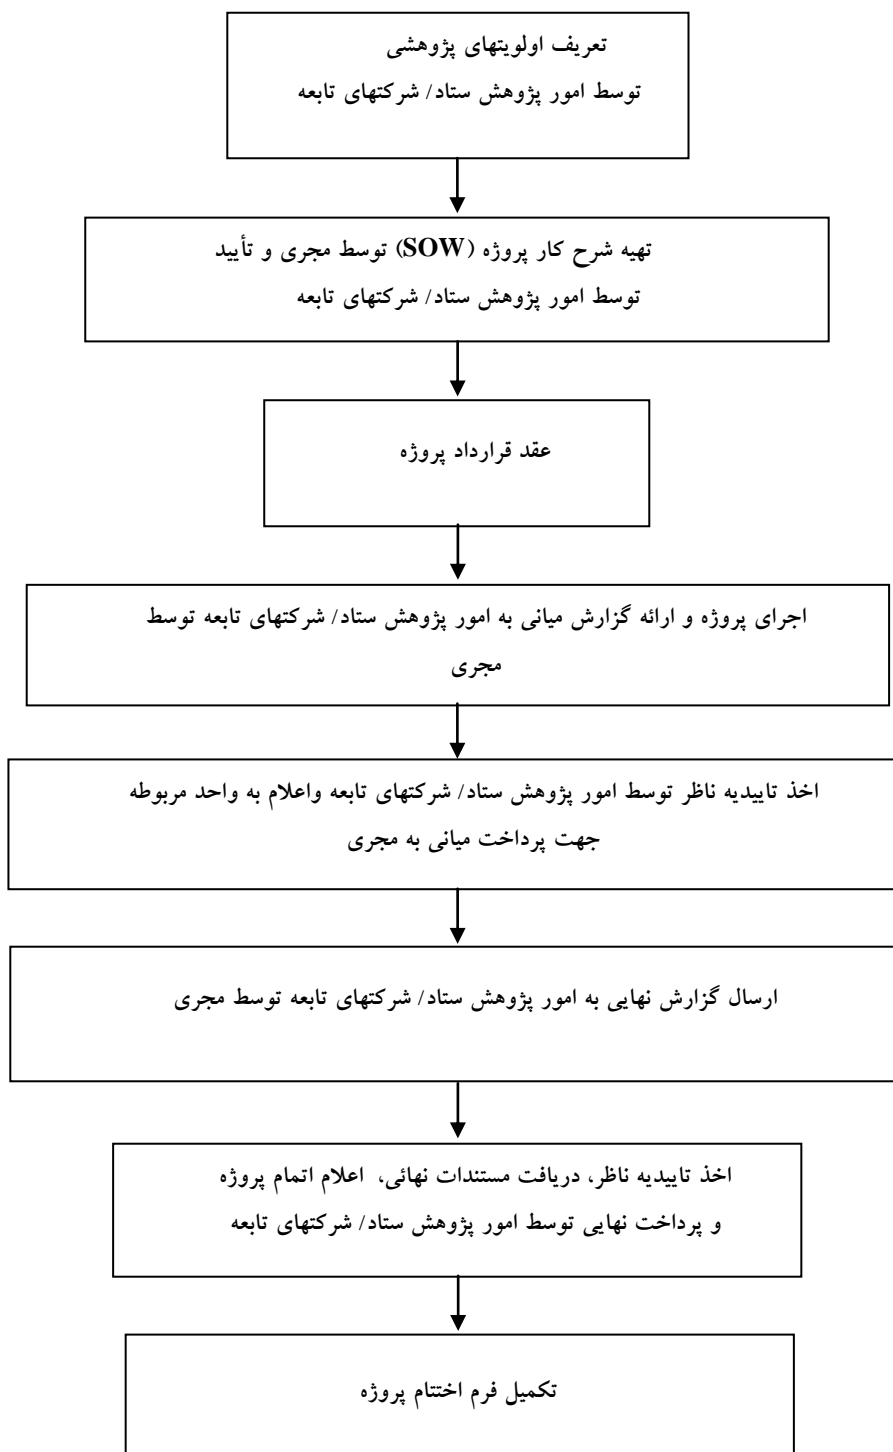 تعریف اولویتهای پژوهشی
توسط امور پژوهش ستاد/ شرکتهای تابعه
تهیه شرح کار پروژه (SOW) توسط مجری و تأیید
توسط امور پژوهش ستاد/ شرکتهای تابعه
عقد قرارداد پروژه
اجرای پروژه و ارائه گزارش میانی به امور پژوهش ستاد/ شرکتهای تابعه توسط
مجری
اخذ تاییدیه ناظر توسط امور پژوهش ستاد/ شرکتهای تابعه واعلام به واحد مربوطه
جهت پرداخت میانی به مجری
ارسال گزارش نهایی به امور پژوهش ستاد/ شرکتهای تابعه توسط مجری
اخذ تاییدیه ناظر، دریافت مستندات نهائی، اعلام اتمام پروژه
و پرداخت نهایی توسط امور پژوهش ستاد/ شرکتهای تابعه
تکمیل فرم اختتام پروژه